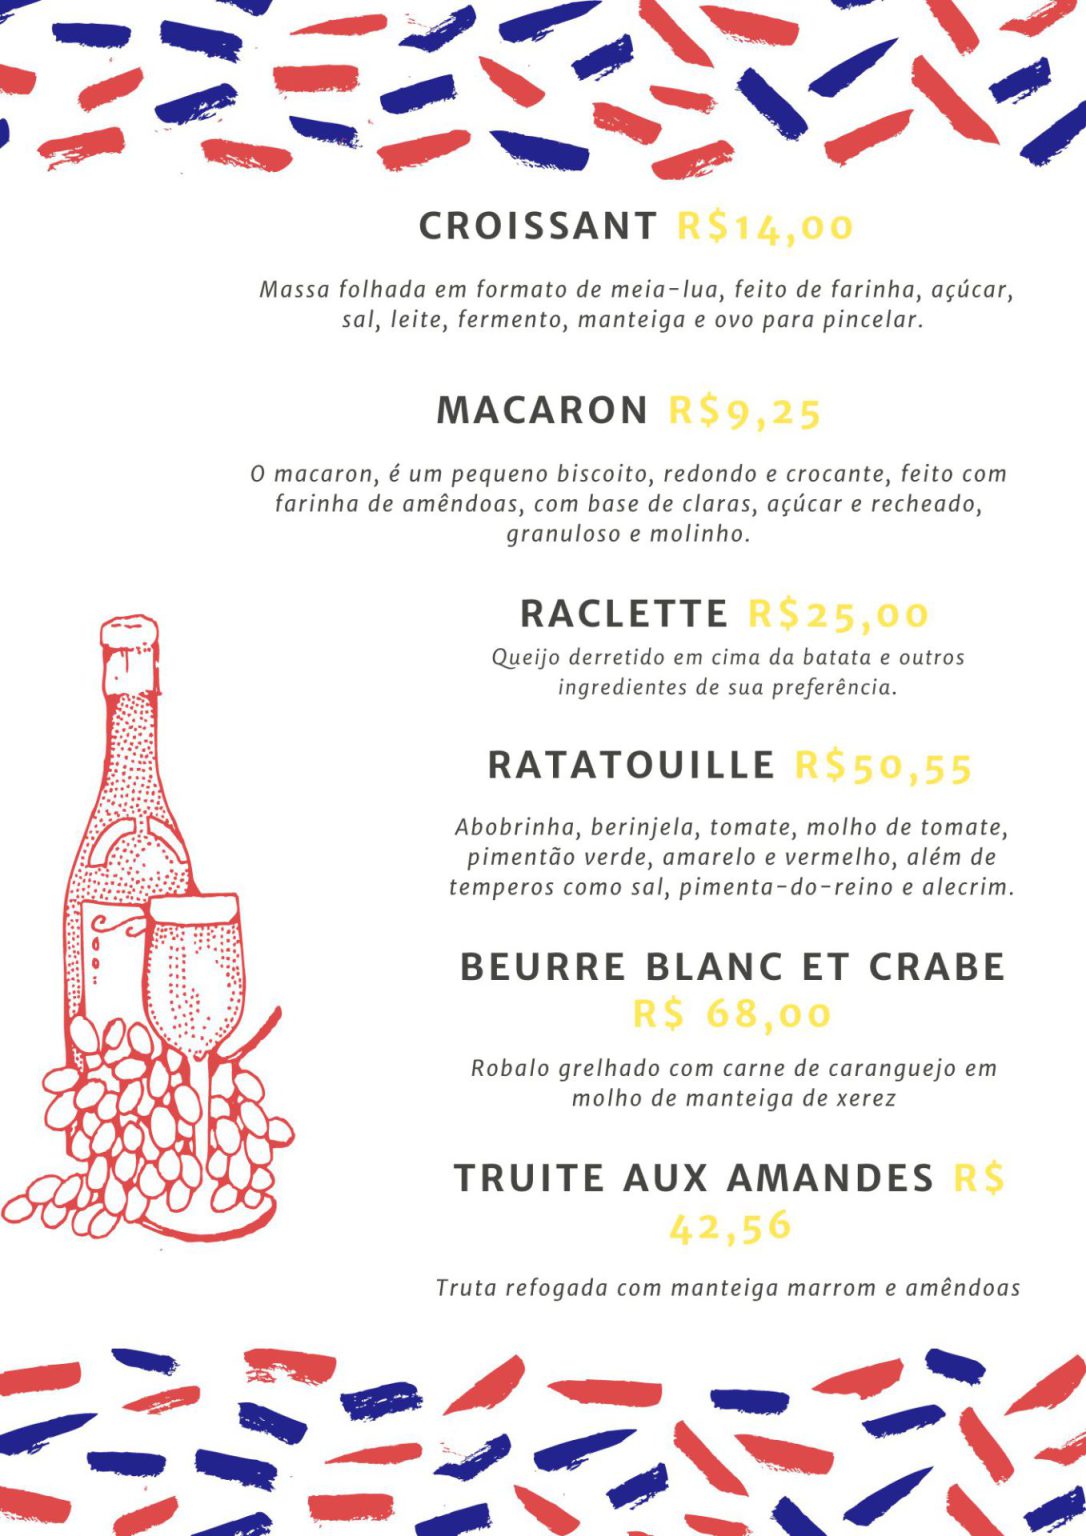 CROISSANT R$14,00
Massa folhada em formato de meia-lua, feito de farinha, açúcar,
sal, leite, fermento, manteiga e ovo para pincelar.
MACARON R$9,25
O macaron, é um pequeno biscoito, redondo e crocante, feito com
farinha de amêndoas, com base de claras, açúcar e recheado,
granuloso e molinho.
RACLETTE R$25,00
Queijo derretido em cima da batata e outros
ingredientes de sua preferência.
RATATOUILLE R$50,55
Abobrinha, berinjela, tomate, molho de tomate,
pimentão verde, amarelo e vermelho, além de
temperos como sal, pimenta-do-reino e alecrim.
BEURRE BLANC ET CRABE
R$ 68,00
Robalo grelhado com carne de caranguejo em
molho de manteiga de xerez
TRUITE AUX AMANDES R$
42,56
Truta refogada com manteiga marrom e amêndoas